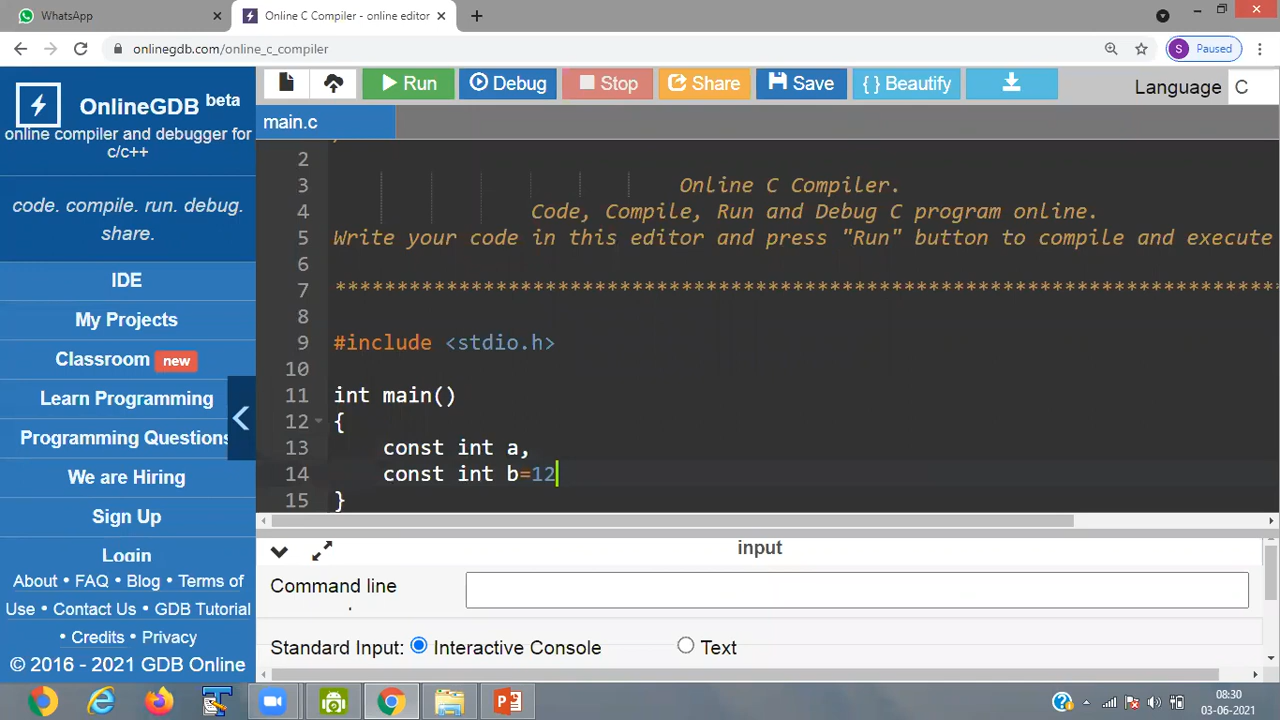 WhatsApp
Online C Compiler - online editor
onlinegdb.com/online_c_compiler
S Paused
OnlineGDB beta
online compiler and debugger for
c/c++
code. compile. run. debug.
share.
IDE
My Projects
Classroom new
Learn Programming
Programming Questions
We are Hiring
Sign Up
Login
About • FAQ • Blog • Terms of
Use • Contact Us • GDB Tutorial
• Credits • Privacy
© 2016 - 2021 GDB Online
Run Debug Stop Share Save { } Beautify Language C
main.c
2
3 Online C Compiler.
4 Code, Compile, Run and Debug C program online.
5 Write your code in this editor and press "Run" button to compile and execute
6
7 *****************************************************************************
8
9 #include <stdio.h>
10
11 int main()
12 {
13 const int a,
14 const int b=12
15 }
input
Command line
Standard Input: Interactive Console Text
08:30
03-06-2021